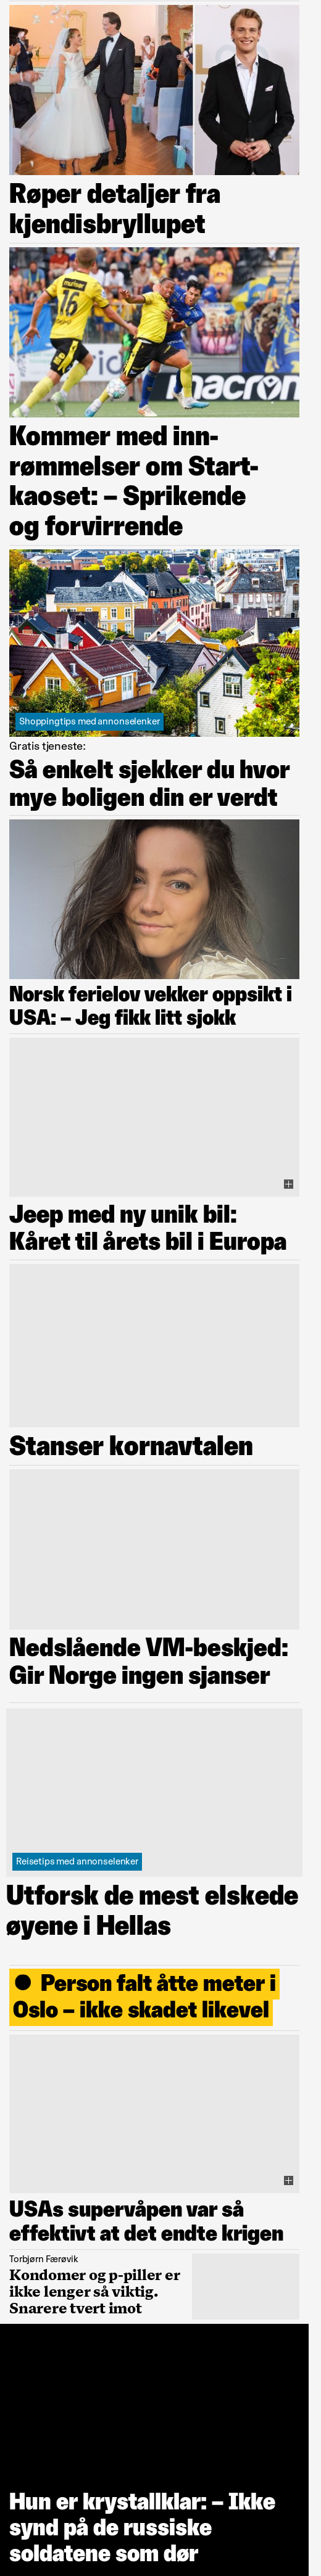 Røper detaljer fra
kjendisbryllupet
16
macron
Kommer med inn-
rømmelser om Start-
kaoset: – Sprikende
og forvirrende
Shoppingtips med annonselenker
Gratis tjeneste:
Så enkelt sjekker du hvor
mye boligen din er verdt
Norsk ferielov vekker oppsikt i
USA: – Jeg fikk litt sjokk
Jeep med ny unik bil:
Kåret til årets bil i Europa
Stanser kornavtalen
Nedslående VM-beskjed:
Gir Norge ingen sjanser
Reisetips med annonselenker
Utforsk de mest elskede
øyene i Hellas
● Person falt åtte meter i
Oslo – ikke skadet likevel
USAs supervåpen var så
effektivt at det endte krigen
Torbjørn Færøvik
Kondomer og p-piller er
ikke lenger så viktig.
Snarere tvert imot
Hun er krystallklar: – Ikke
synd på de russiske
soldatene som dør